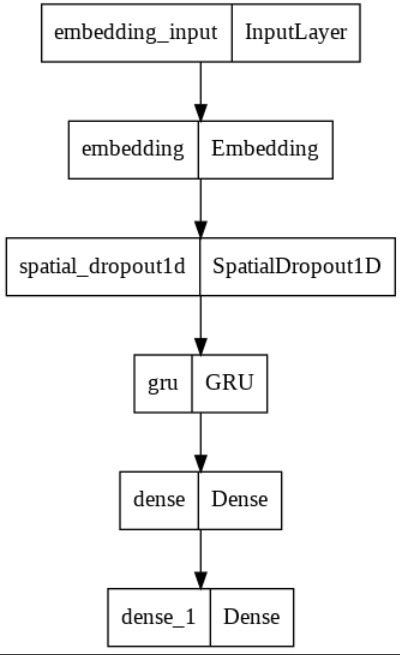 embedding_input InputLayer
embedding Embedding
spatial_dropout1d SpatialDropout1D
gru GRU
dense Dense
dense_1 Dense